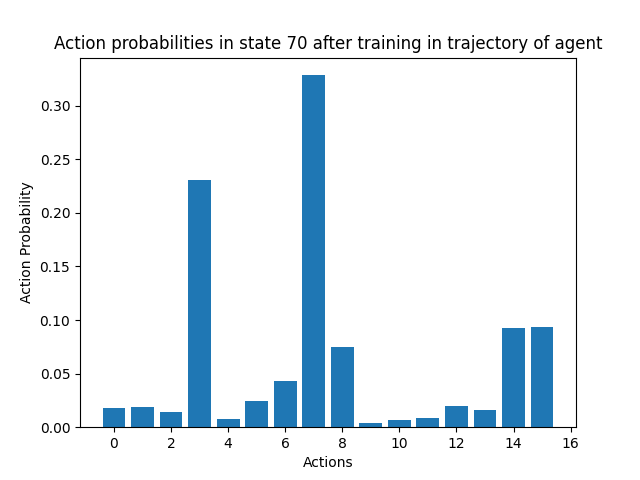 Action probabilities in state 70 after training in trajectory of agent
0.30
0.25
0.20
0.15
0.10
0.05
0.00
Action Probability
0 2 4 6 8 10 12 14 16
Actions